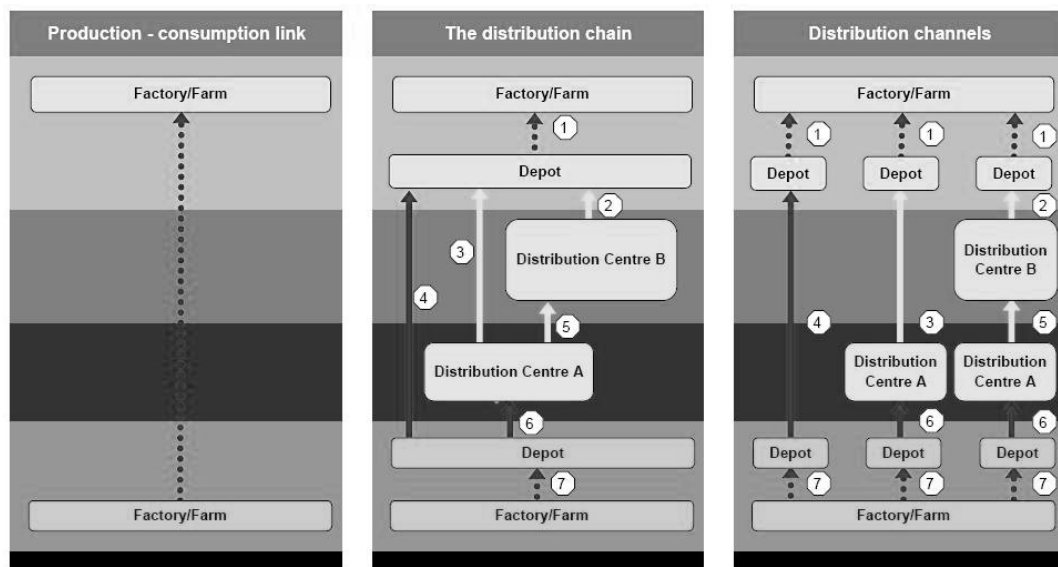 Production - consumption link
Factory/Farm
Factory/Farm
The distribution chain
Factory/Farm
1
Depot
2
3
Distribution Centre B
4
5
Distribution Centre A
6
Depot
7
Factory/Farm
Distribution channels
Factory/Farm
1 1 1
Depot Depot Depot
2
Distribution
Centre B
4 3 5
Distribution Distribution
Centre A Centre A
6 6
Depot Depot Depot
7 7 7
Factory/Farm